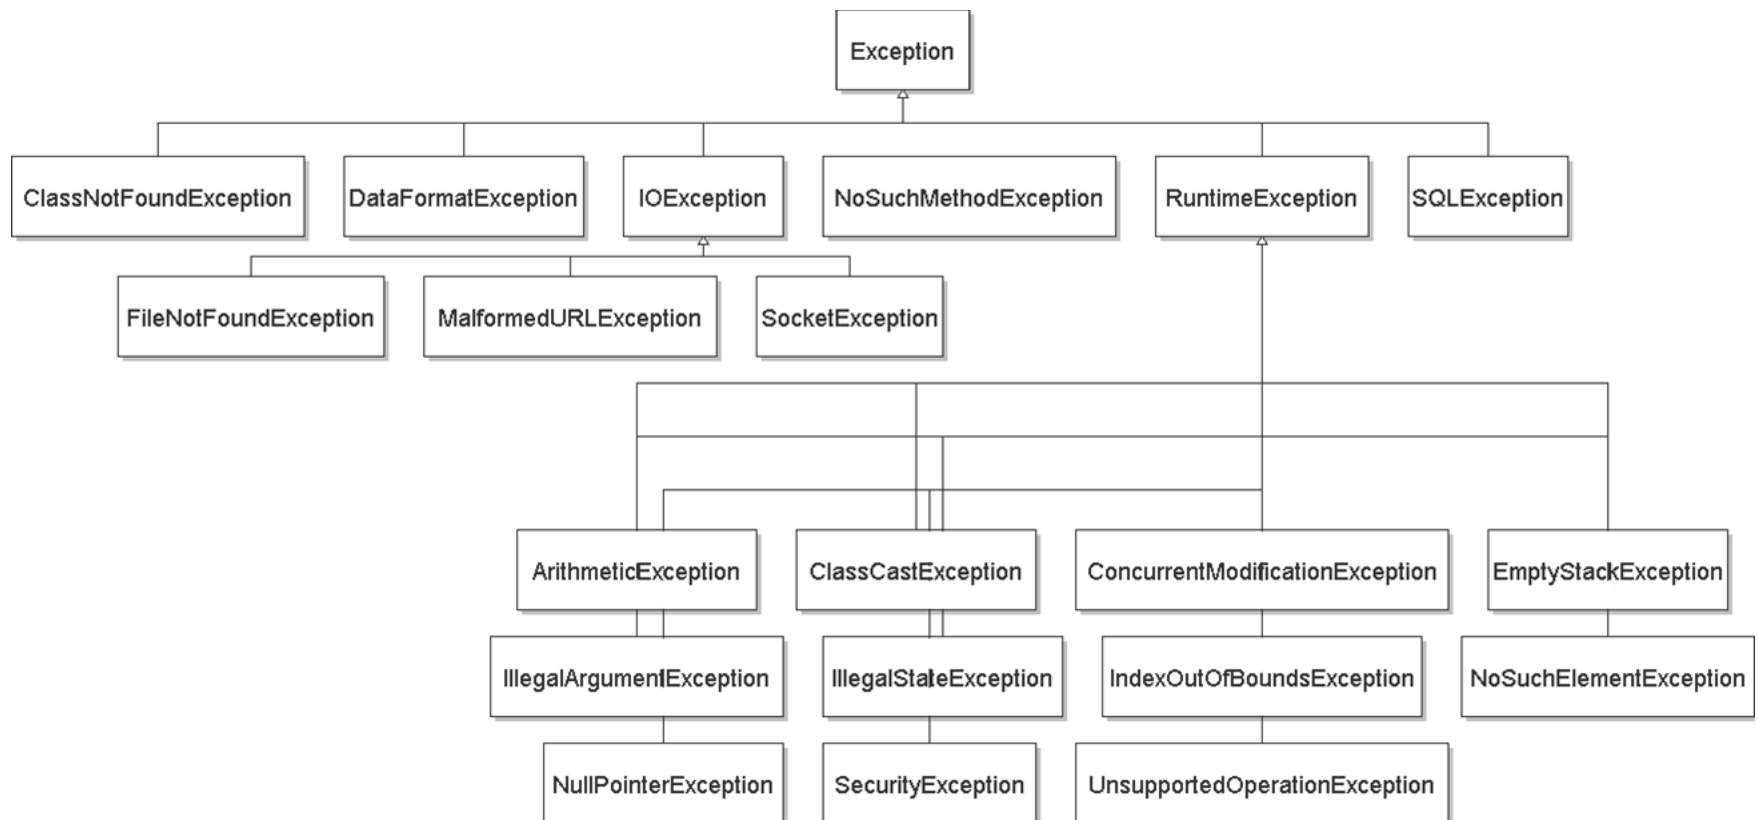 Exception
ClassNotFoundException
DataFormatException
IOException
NoSuchMethodException
RuntimeException
SQLException
FileNotFoundException
MalformedURLException
SocketException
ArithmeticException
ClassCastException
ConcurrentModificationException
EmptyStackException
IllegalArgumentException
IllegalStateException
IndexOutOfBoundsException
NoSuchElementException
NullPointerException
SecurityException
UnsupportedOperationException